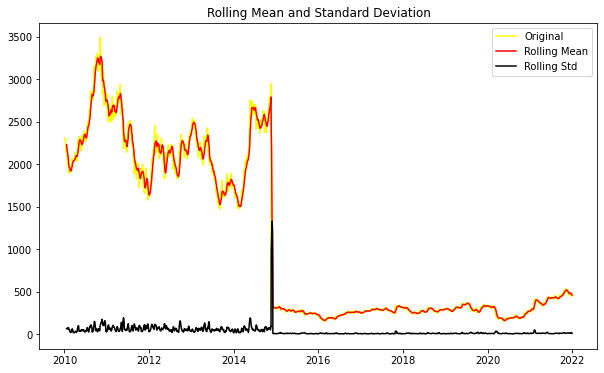 Rolling Mean and Standard Deviation
Original
Rolling Mean
Rolling Std
3500
3000
2500
2000
1500
1000
500
0
2010 2012 2014 2016 2018 2020 2022